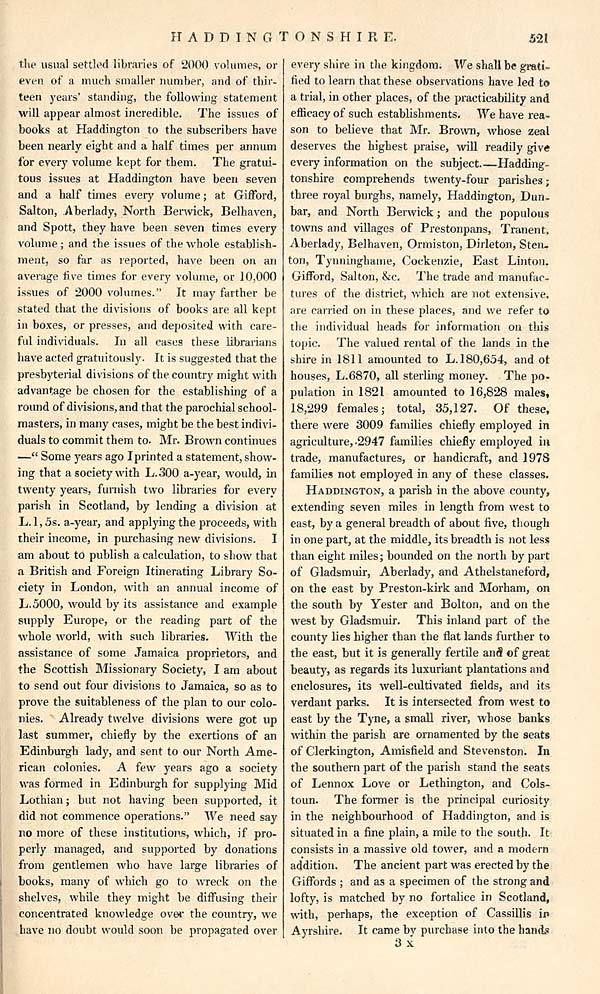 HADDINGTONSHIRE.
521
the usual settled libraries of 2000 volumes, or
even of a much smaller number, and of thir-
teen years' standing, the following statement
will appear almost incredible. The issues of
books at Haddington to the subscribers have
been nearly eight and a half times per annum
for every volume kept for them. The gratui-
tous issues at Haddington have been seven
and a half times every volume; at Gifford,
Salton, Aberlady, North Berwick, Belhaven,
and Spott, they have been seven times every
volume; and the issues of the whole establish-
ment, so far as reported, have been on an
average five times for every volume, or 10,000
issues of 2000 volumes." It may farther be
stated that the divisions of books are all kept
in boxes, or presses, and deposited with care-
ful individuals. In all cases these librarians
have acted gratuitously. It is suggested that the
presbyterial divisions of the country might with
advantage be chosen for the establishing of a
round of divisions, and that the parochial school-
masters, in many cases, might be the best indivi-
duals to commit them to. Mr. Brown continues
—" Some years ago I printed a statement, show-
ing that a society with L.300 a-year, would, in
twenty years, furnish two libraries for every
parish in Scotland, by lending a division at
L.1, 5s. a-year, and applying the proceeds, with
their income, in purchasing new divisions. I
am about to publish a calculation, to show that
a British and Foreign Itinerating Library So-
ciety in London, with an annual income of
L.5000, would by its assistance and example
supply Europe, or the reading part of the
whole world, with such libraries. With the
assistance of some Jamaica proprietors, and
the Scottish Missionary Society, I am about
to send out four divisions to Jamaica, so as to
prove the suitableness of the plan to our colo-
nies. Already twelve divisions were got up
last summer, chiefly by the exertions of an
Edinburgh lady, and sent to our North Ame-
rican colonies. A few years ago a society
was formed in Edinburgh for supplying Mid
Lothian; but not having been supported, it
did not commence operations." We need say
no more of these institutions, which, if pro-
perly managed, and supported by donations
from gentlemen who have large libraries of
books, many of which go to wreck on the
shelves, while they might be diffusing their
concentrated knowledge over the country, we
have no doubt would soon be propagated over
every shire in the kingdom. We shall be grati-
fied to learn that these observations have led to
a trial, in other places, of the practicability and
efficacy of such establishments. We have rea-
son to believe that Mr. Brown, whose zeal
deserves the highest praise, will readily give
every information on the subject.—Hadding-
tonshire comprehends twenty-four parishes;
three royal burghs, namely, Haddington, Dun-
bar, and North Berwick; and the populous
towns and villages of Prestonpans, Tranent,
Aberlady, Belhaven, Ormiston, Dirleton, Sten-
ton, Tynninghame, Cockenzie, East Linton,
Gifford, Salton, &c. The trade and manufac-
tures of the district, which are not extensive,
are carried on in these places, and we refer to
the individual heads for information on this
topic. The valued rental of the lands in the
shire in 1811 amounted to L.180,654, and of
houses, L.6870, all sterling money. The po-
pulation in 1821 amounted to 16,828 males,
18,299 females; total, 35,127. Of these,
there were 3009 families chiefly employed in
agriculture, 2947 families chiefly employed in
trade, manufactures, or handicraft, and 1978
families not employed in any of these classes.
HADDINGTON, a parish in the above county,
extending seven miles in length from west to
east, by a general breadth of about five, though
in one part, at the middle, its breadth is not less
than eight miles; bounded on the north by part
of Gladsmuir, Aberlady, and Athelstaneford,
on the east by Preston-kirk and Morham, on
the south by Yester and Bolton, and on the
west by Gladsmuir. This inland part of the
county lies higher than the flat lands further to
the east, but it is generally fertile and of great
beauty, as regards its luxuriant plantations and
enclosures, its well-cultivated fields, and its
verdant parks. It is intersected from west to
east by the Tyne, a small river, whose banks
within the parish are ornamented by the seats
of Clerkington, Amisfield and Stevenston. In
the southern part of the parish stand the seats
of Lennox Love or Lethington, and Cols-
toun. The former is the principal curiosity
in the neighbourhood of Haddington, and is
situated in a fine plain, a mile to the south. It
consists in a massive old tower, and a modern
addition. The ancient part was erected by the
Giffords; and as a specimen of the strong and
lofty, is matched by no fortalice in Scotland,
with, perhaps, the exception of Cassillis in
Ayrshire. It came by purchase into the hands
3 X